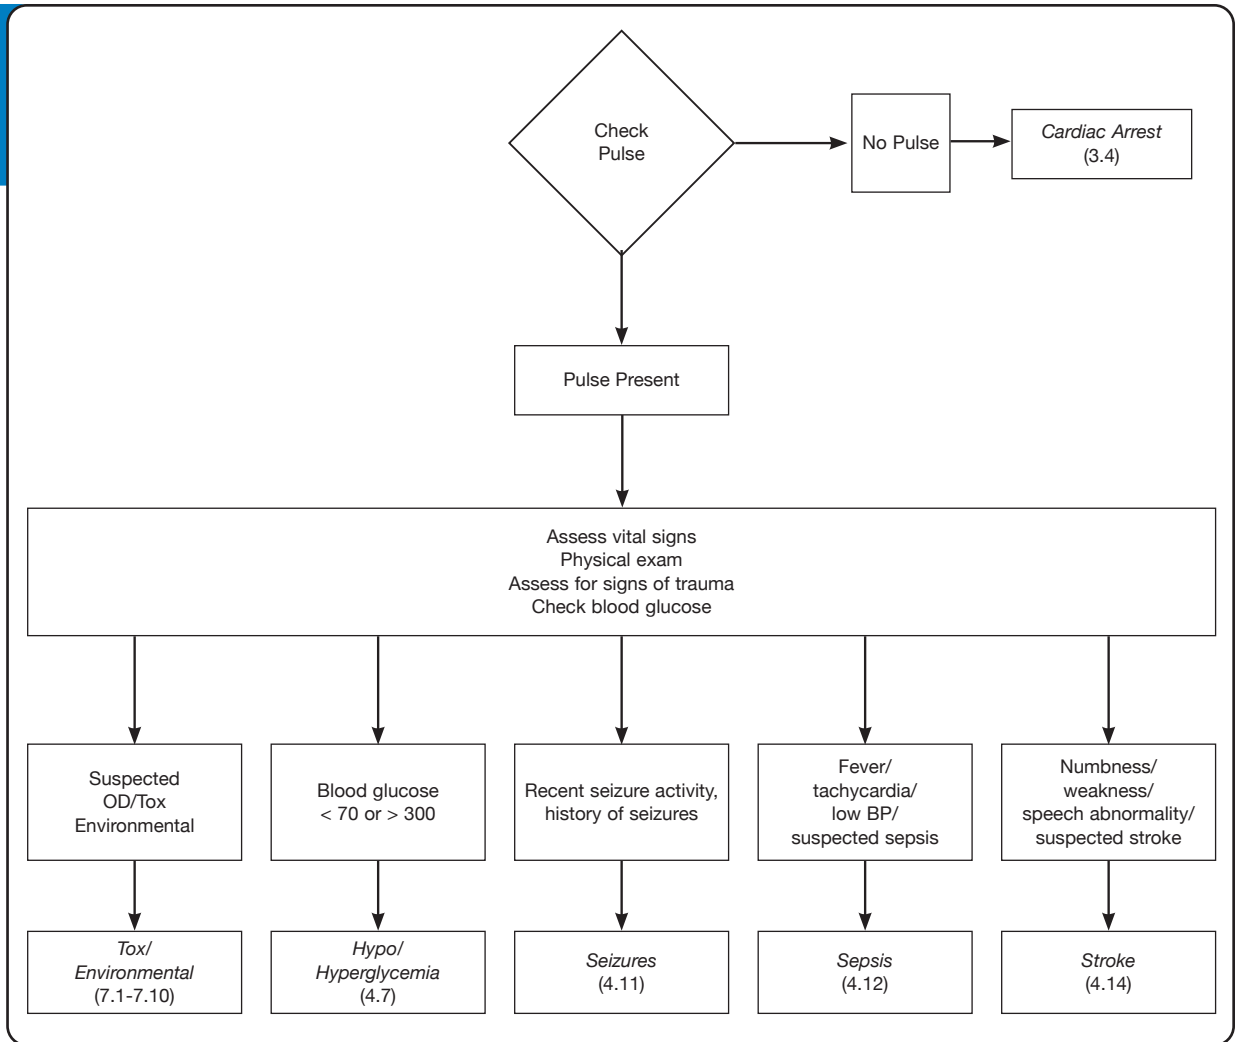 Check
Pulse
No Pulse
Cardiac Arrest
(3.4)
Pulse Present
Assess vital signs
Physical exam
Assess for signs of trauma
Check blood glucose
Suspected
OD/Tox
Environmental
Blood glucose
< 70 or > 300
Recent seizure activity,
history of seizures
Fever/
tachycardia/
low BP/
suspected sepsis
Numbness/
weakness/
speech abnormality/
suspected stroke
Tox/
Environmental
(7.1-7.10)
Hypo/
Hyperglycemia
(4.7)
Seizures
(4.11)
Sepsis
(4.12)
Stroke
(4.14)